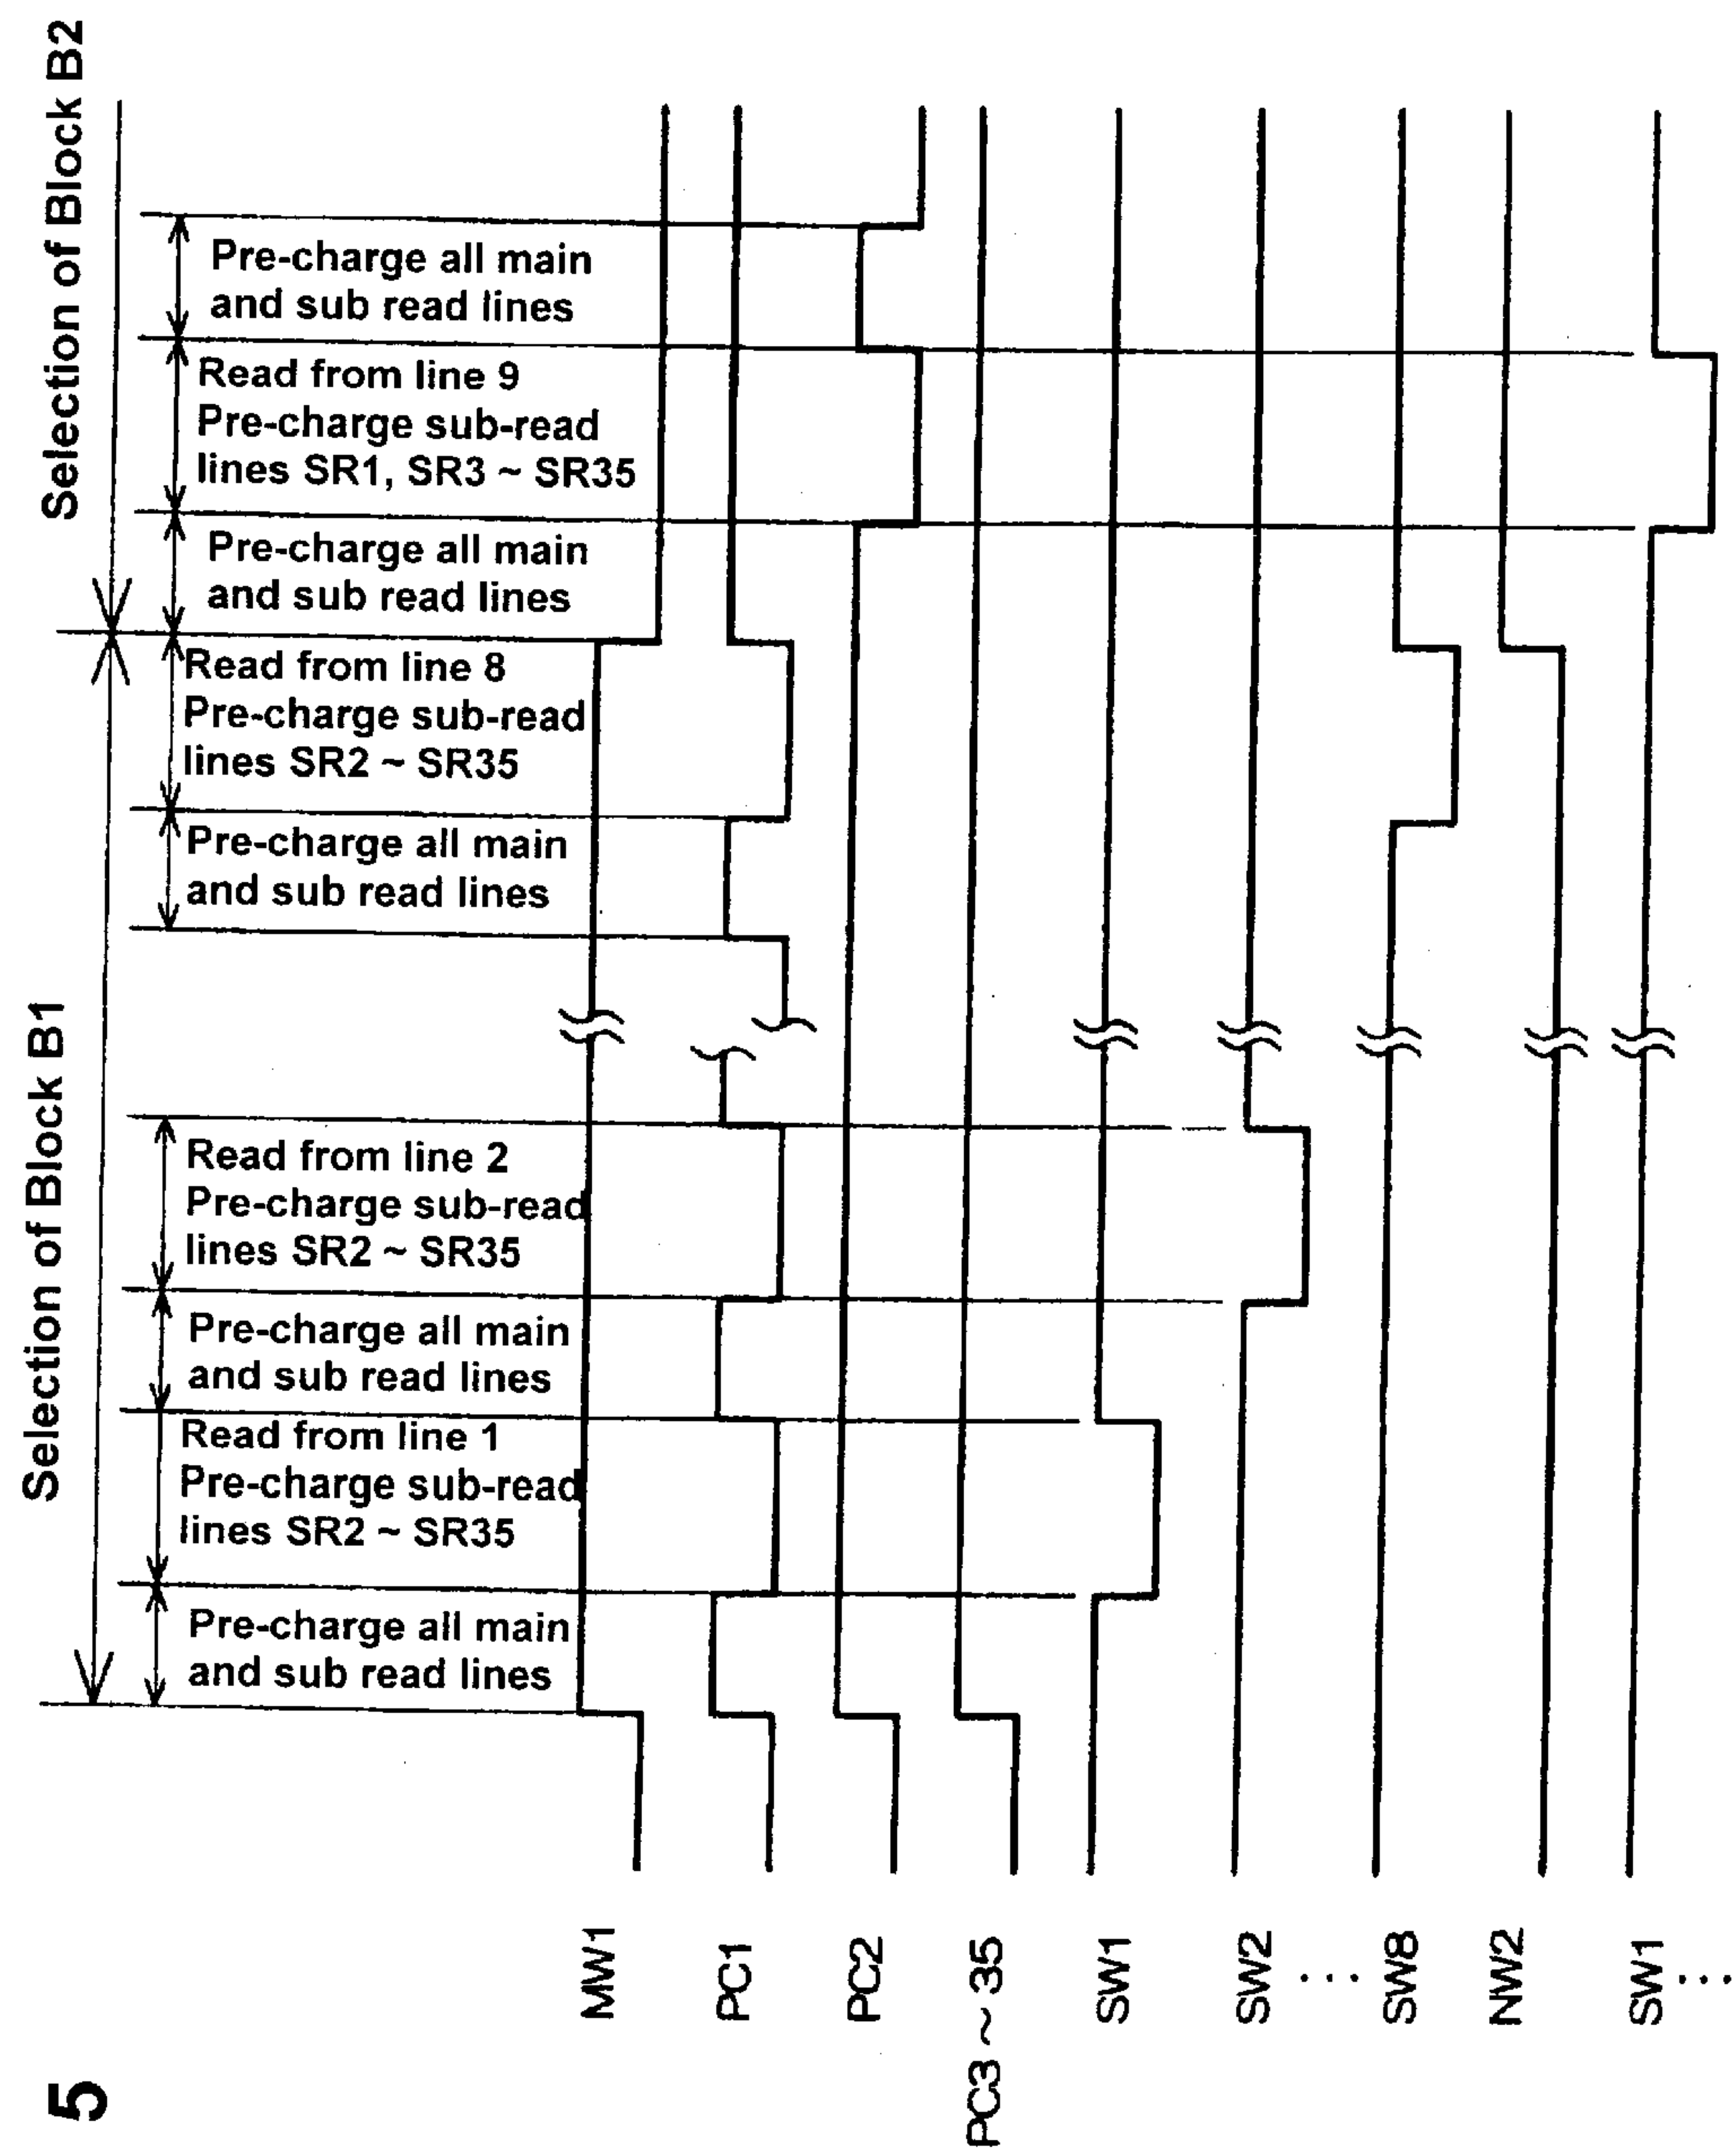 5
Selection of Block B1
Selection of Block B2
Pre-charge all main
and sub read lines
Read from line 1
Pre-charge sub-read
lines SR2 ~ SR35
Pre-charge all main
and sub read lines
Read from line 2
Pre-charge sub-read
lines SR2 ~ SR35
Pre-charge all main
and sub read lines
Read from line 8
Pre-charge sub-read
lines SR2 ~ SR35
Pre-charge all main
and sub read lines
Read from line 9
Pre-charge sub-read
lines SR1, SR3 ~ SR35
Pre-charge all main
and sub read lines
MW1
PC1
PC2
PC3 ~ 35
SW1
SW2
⋮
SW8
NW2
SW1
⋮